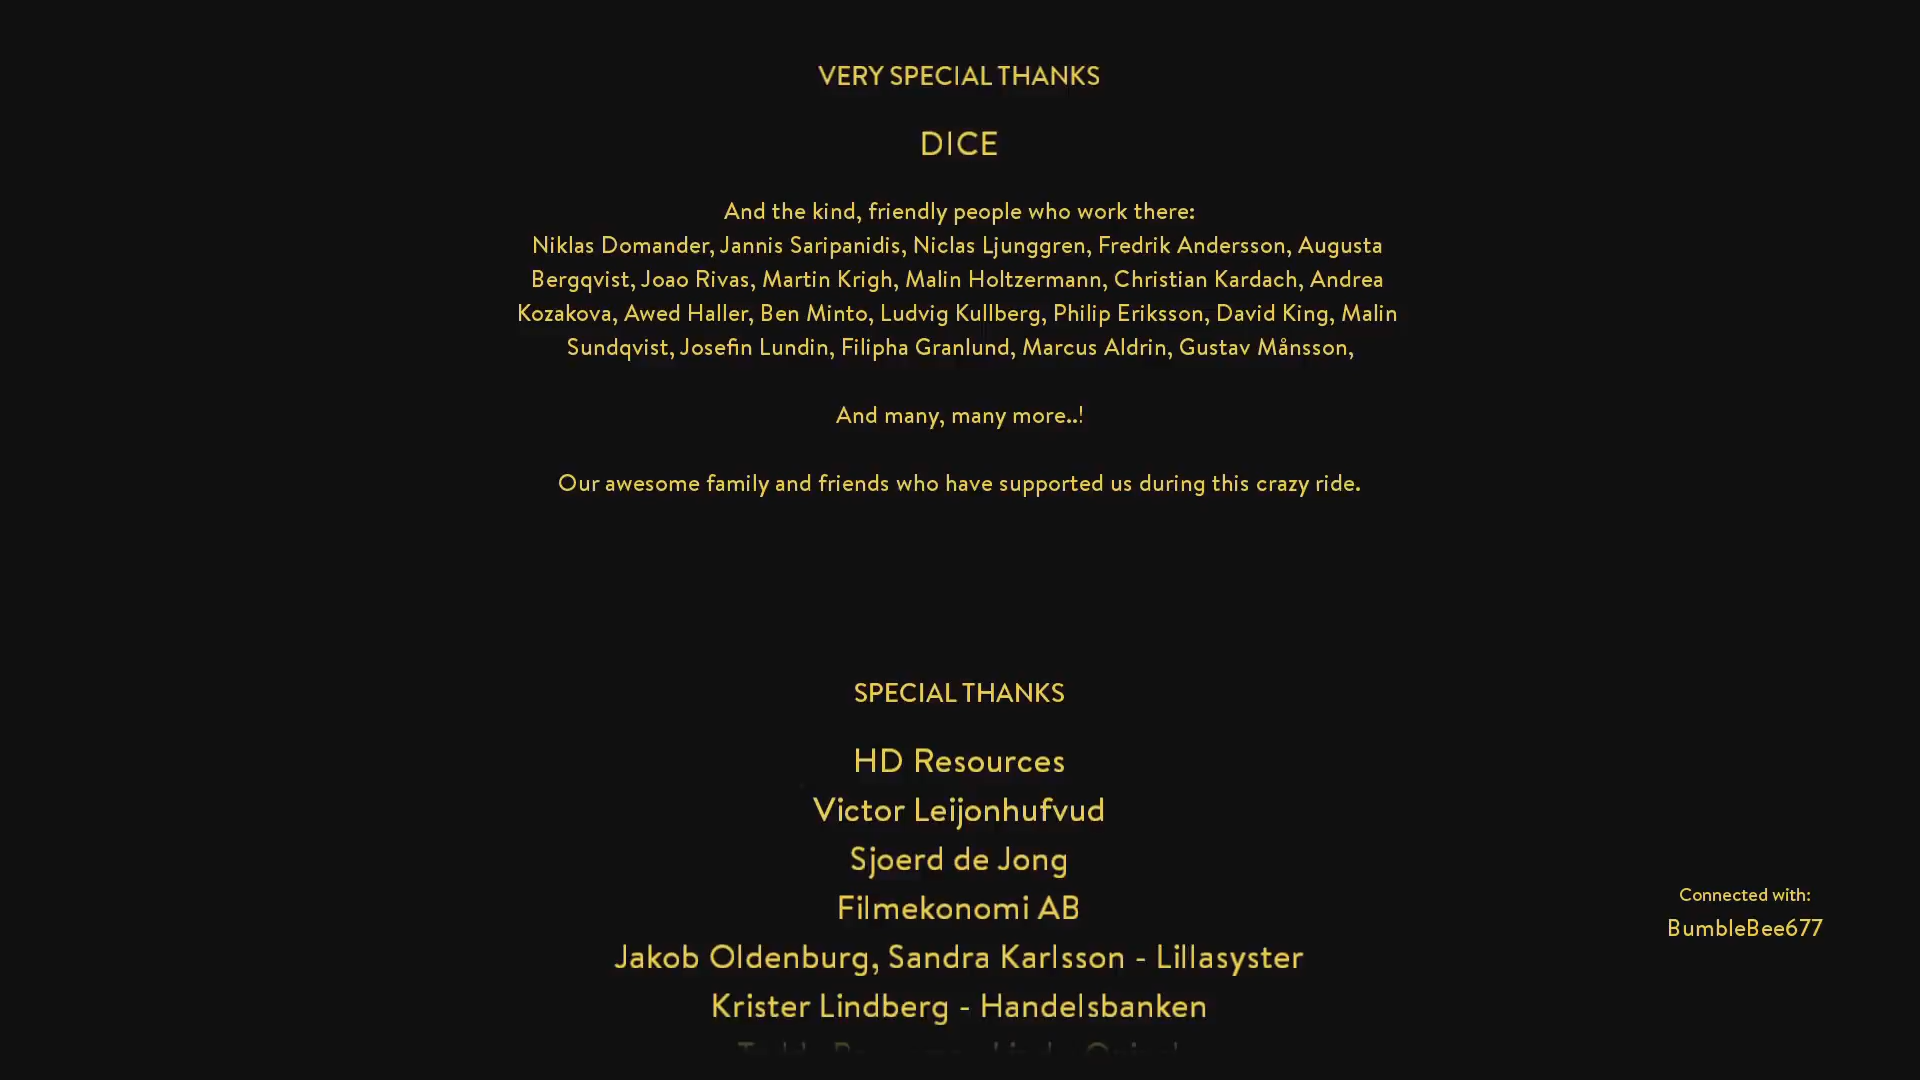 VERY SPECIAL THANKS
DICE
And the kind, friendly people who work there:
Niklas Domander, Jannis Saripanidis, Niclas Ljunggren, Fredrik Andersson, Augusta
Bergqvist, Joao Rivas, Martin Krigh, Malin Holtzermann, Christian Kardach, Andrea
Kozakova, Awed Haller, Ben Minto, Ludvig Kullberg, Philip Eriksson, David King, Malin
Sundqvist, Josefin Lundin, Filipha Granlund, Marcus Aldrin, Gustav Månsson,
And many, many more..!
Our awesome family and friends who have supported us during this crazy ride.
SPECIAL THANKS
HD Resources
Victor Leijonhufvud
Sjoerd de Jong
Filmekonomi AB
Jakob Oldenburg, Sandra Karlsson - Lillasyster
Krister Lindberg - Handelsbanken
Connected with:
BumbleBee677